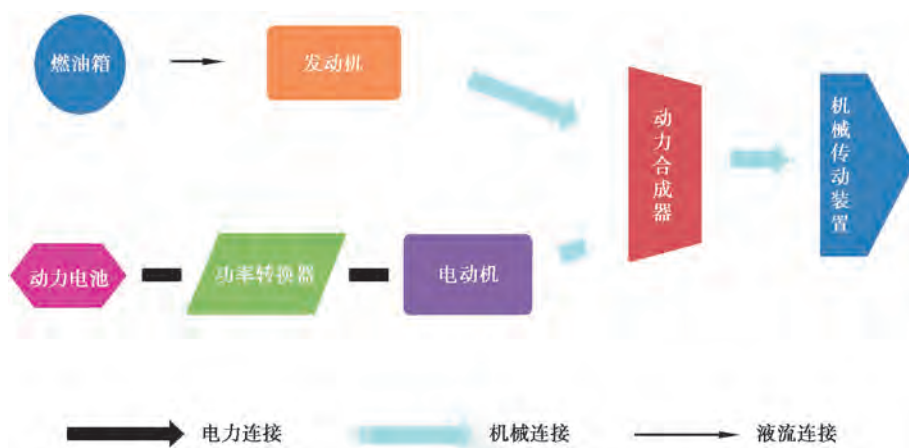 燃油箱
发动机
动力合成器
机械传动装置
动力电池
功率转换器
电动机
电力连接
机械连接
液流连接